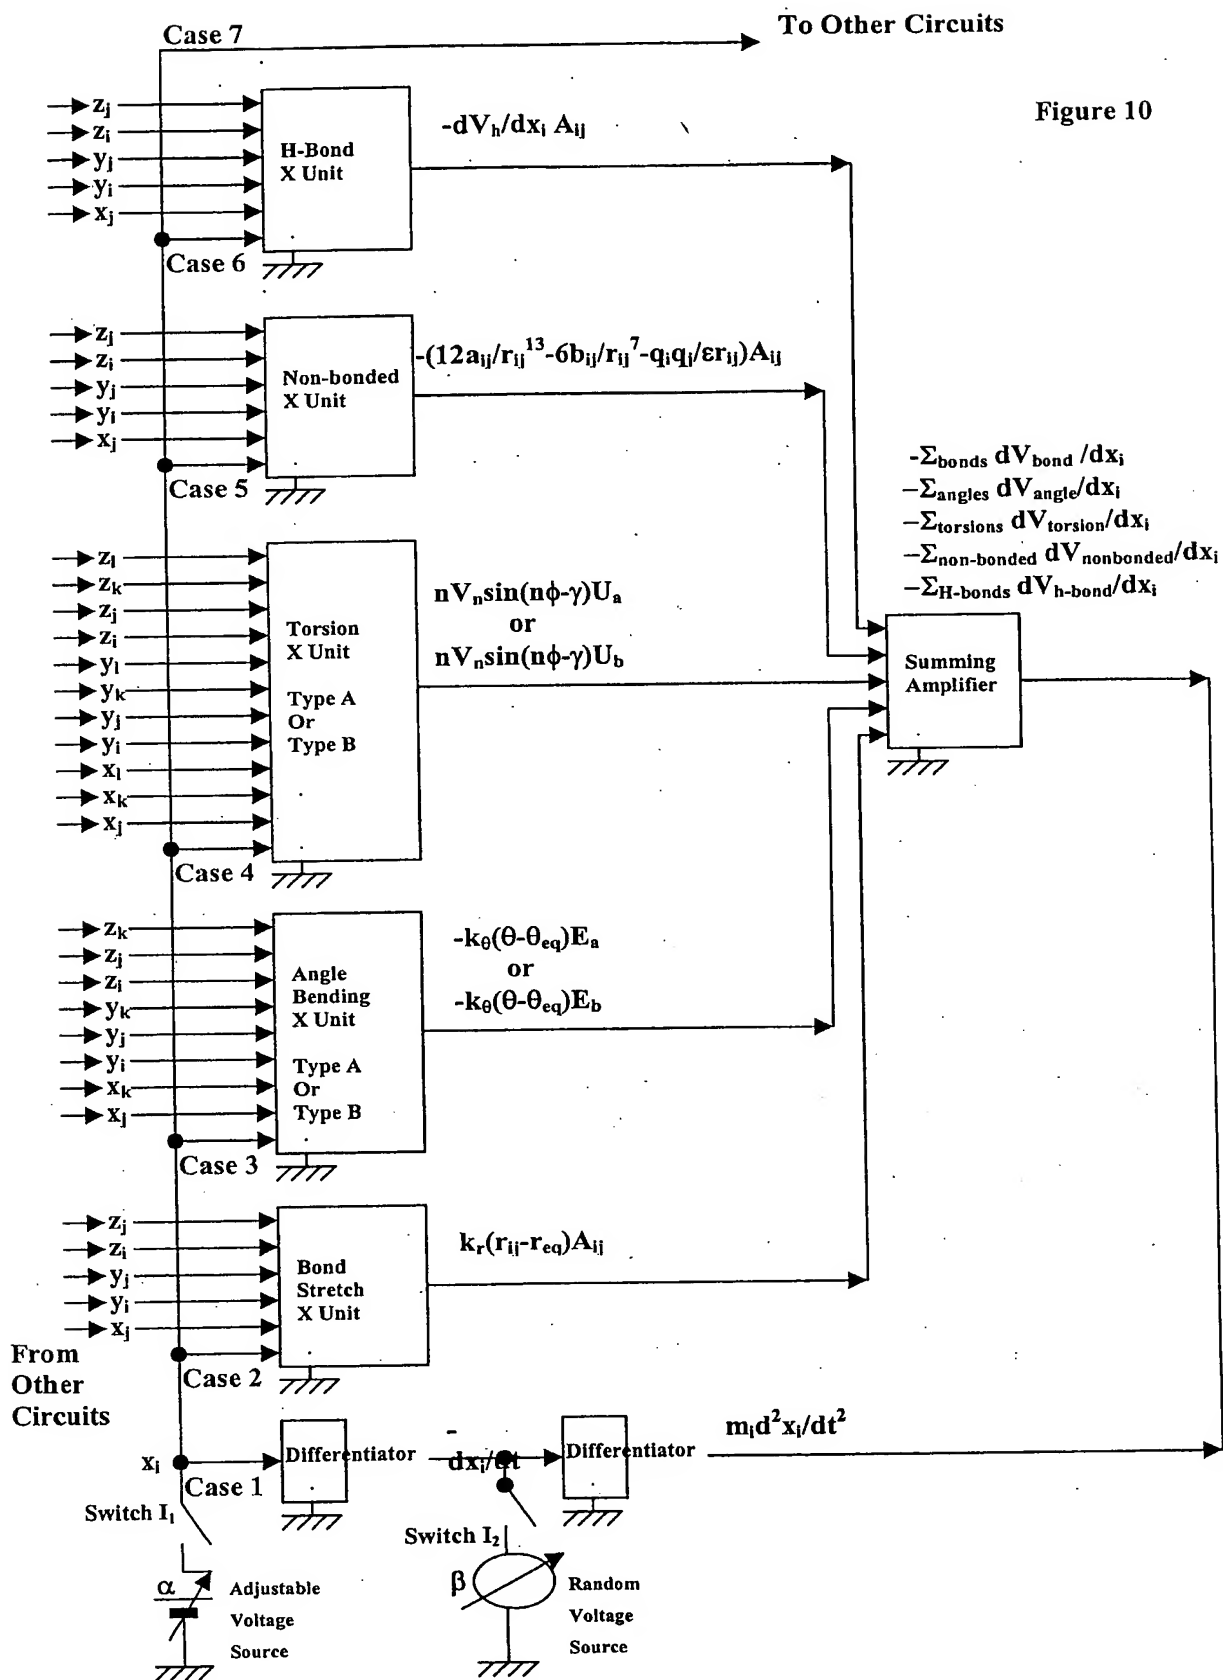 Case 7
To Other Circuits
Figure 10
z_j
z_i
y_j
y_i
x_j
H-Bond
X Unit
-dV_h/dx_i A_ij
Case 6
z_j
z_i
y_j
y_i
x_j
Non-bonded
X Unit
-(12a_ij/r_ij^13-6b_ij/r_ij^7-q_iq_j/εr_ij)A_ij
Case 5
-Σ_bonds dV_bond /dx_i
–Σ_angles dV_angle/dx_i
–Σ_torsions dV_torsion/dx_i
–Σ_non-bonded dV_nonbonded/dx_i
–Σ_H-bonds dV_h-bond/dx_i
z_l
z_k
z_j
z_i
y_l
y_k
y_j
y_i
x_l
x_k
x_j
Torsion
X Unit
Type A
Or
Type B
nV_nsin(nϕ-γ)U_a
or
nV_nsin(nϕ-γ)U_b
Summing
Amplifier
Case 4
z_k
z_j
z_i
y_k
y_j
y_i
x_k
x_j
Angle
Bending
X Unit
Type A
Or
Type B
-k_θ(θ-θ_eq)E_a
or
-k_θ(θ-θ_eq)E_b
Case 3
z_j
z_i
y_j
y_i
x_j
Bond
Stretch
X Unit
k_r(r_ij-r_eq)A_ij
Case 2
From
Other
Circuits
x_i
Case 1
Differentiator
-
dx_i/dt
Differentiator
m_id^2x_i/dt^2
Switch I_1
Switch I_2
α
Adjustable
Voltage
Source
β
Random
Voltage
Source